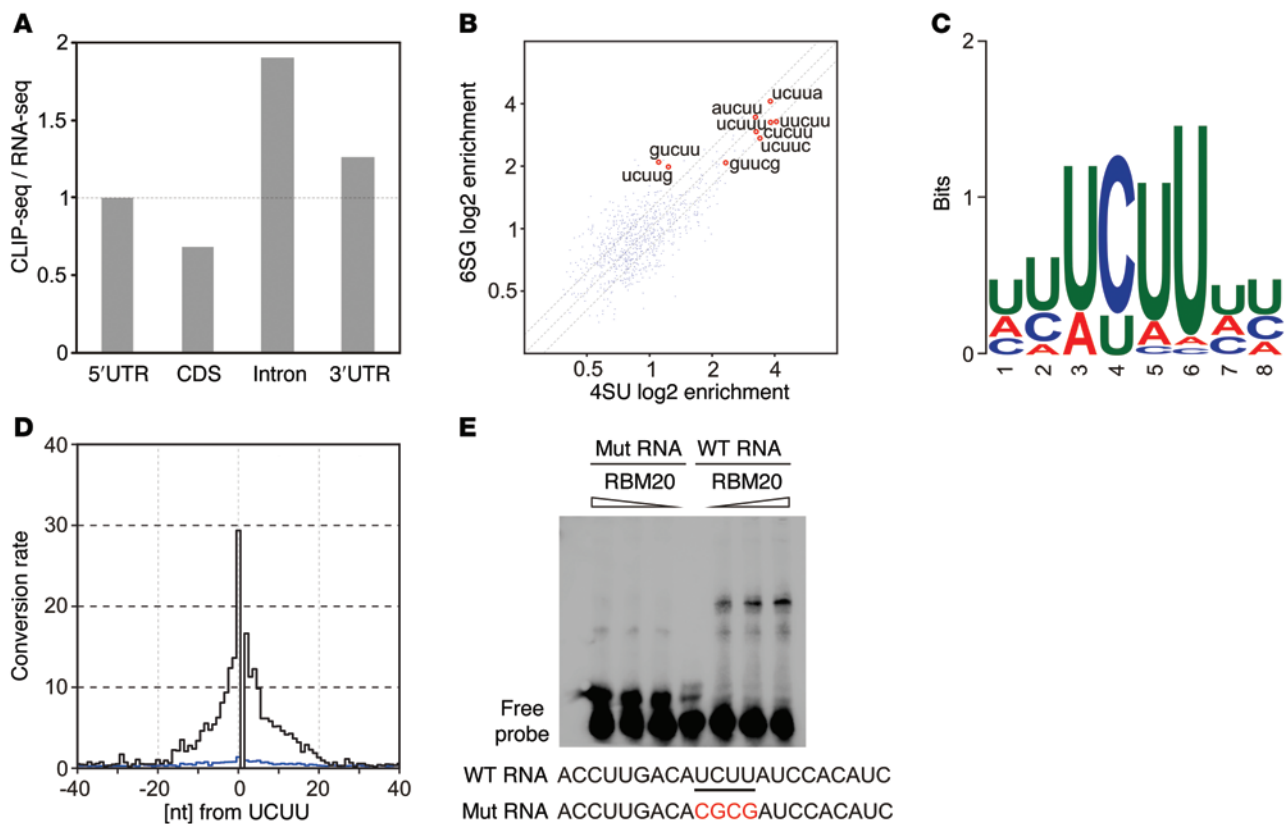 A
CLIP-seq / RNA-seq
2
1.5
1
0.5
0
5′UTR CDS Intron 3′UTR
B
6SG log2 enrichment
4
2
1
0.5
ucuua
aucuu
ucuuu uucuu
cucuu
ucuuc
gucuu
guucg
ucuug
0.5 1 2 4
4SU log2 enrichment
C
Bits
2
1
0
U U U C U U U U
A C A U A A A C
C A C C C A
1 2 3 4 5 6 7 8
D
Conversion rate
40
30
20
10
0
-40 -20 0 20 40
[nt] from UCUU
E
Mut RNA WT RNA
RBM20 RBM20
Free
probe
WT RNA ACCUUGACAUCUUAUCCACAUC
Mut RNA ACCUUGACACGCGAUCCACAUC